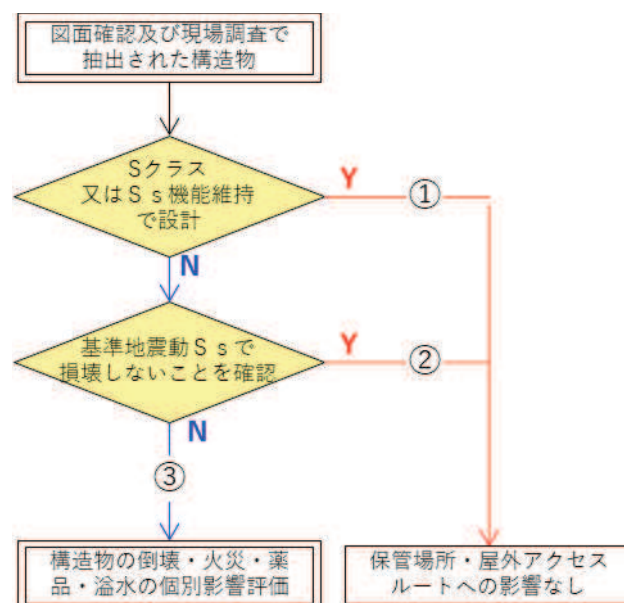 図面確認及び現場調査で
抽出された構造物
Sクラス
又はＳｓ機能維持
で設計
Y
①
N
基準地震動Ｓｓで
損壊しないことを確認
Y
②
N
③
構造物の倒壊・火災・薬
品・溢水の個別影響評価
保管場所・屋外アクセス
ルートへの影響なし